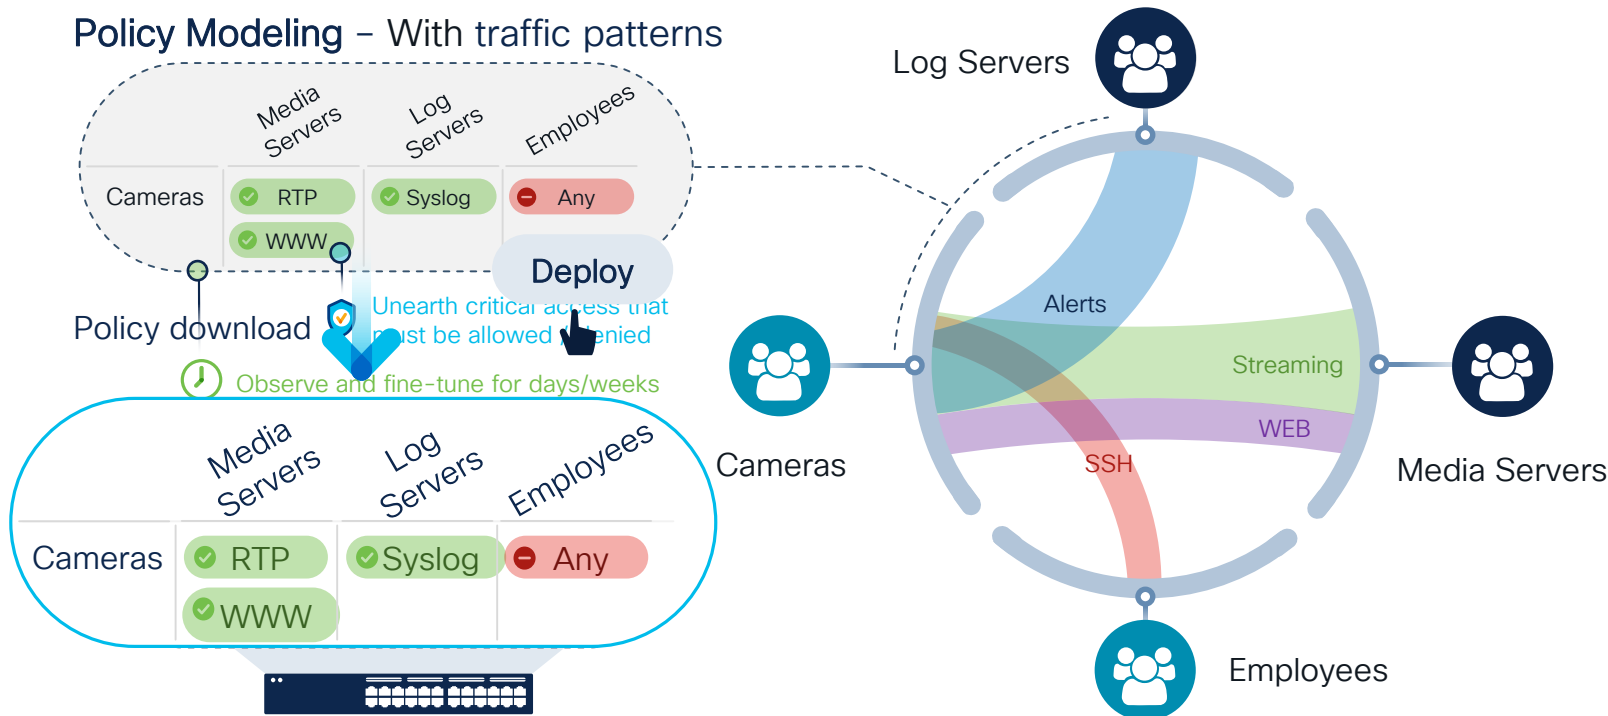 Policy Modeling – With traffic patterns
Media
Servers
Log
Servers
Employees
Cameras
RTP
Syslog
Any
WWW
Deploy
Unearth critical access that
must be allowed / denied
Policy download
Observe and fine-tune for days/weeks
Media
Servers
Log
Servers
Employees
Cameras
RTP
Syslog
Any
WWW
Log Servers
Alerts
Streaming
WEB
SSH
Cameras
Media Servers
Employees